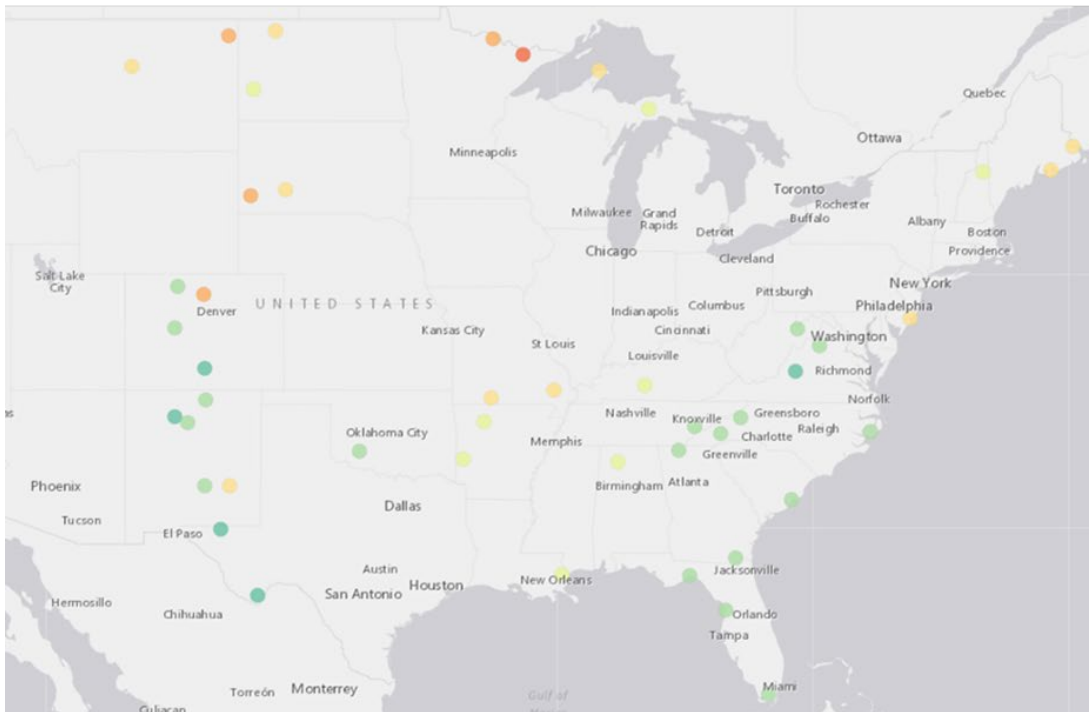 Quebec
Ottawa
Minneapolis
Toronto
Rochester
Buffalo
Milwaukee
Grand
Rapids
Albany
Detroit
Boston
Chicago
Cleveland
Providence
Salt Lake
City
New York
Pittsburgh
UNITED STATES
Columbus
Philadelphia
Denver
Indianapolis
Kansas City
Cincinnati
Washington
St Louis
Louisville
Richmond
Norfolk
Nashville
Knoxville
Greensboro
Oklahoma City
Raleigh
Memphis
Charlotte
Greenville
Phoenix
Birmingham
Atlanta
Dallas
Tucson
El Paso
Austin
New Orleans
Jacksonville
Houston
San Antonio
Hermosillo
Chihuahua
Orlando
Tampa
Miami
Torreón
Monterrey
Gulf of